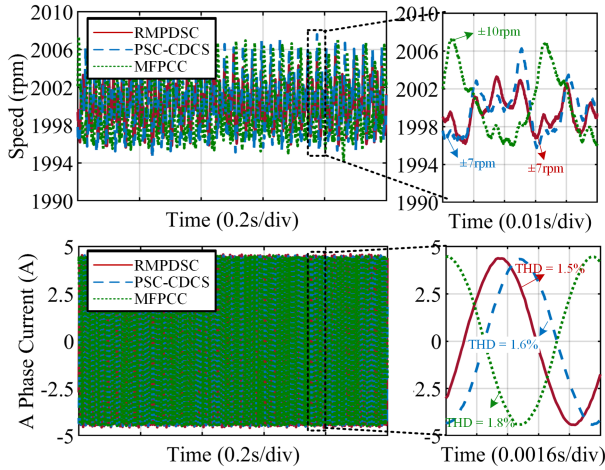 2010
2006
2002
1998
1994
1990
Speed (rpm)
RMPDSC
PSC-CDCS
MFPCC
Time (0.2s/div)
2010
2006
2002
1998
1994
1990
±10rpm
±7rpm
±7rpm
Time (0.01s/div)
5
2.5
0
-2.5
-5
A Phase Current (A)
RMPDSC
PSC-CDCS
MFPCC
Time (0.2s/div)
5
2.5
0
-2.5
-5
THD = 1.5%
THD = 1.6%
THD = 1.8%
Time (0.0016s/div)